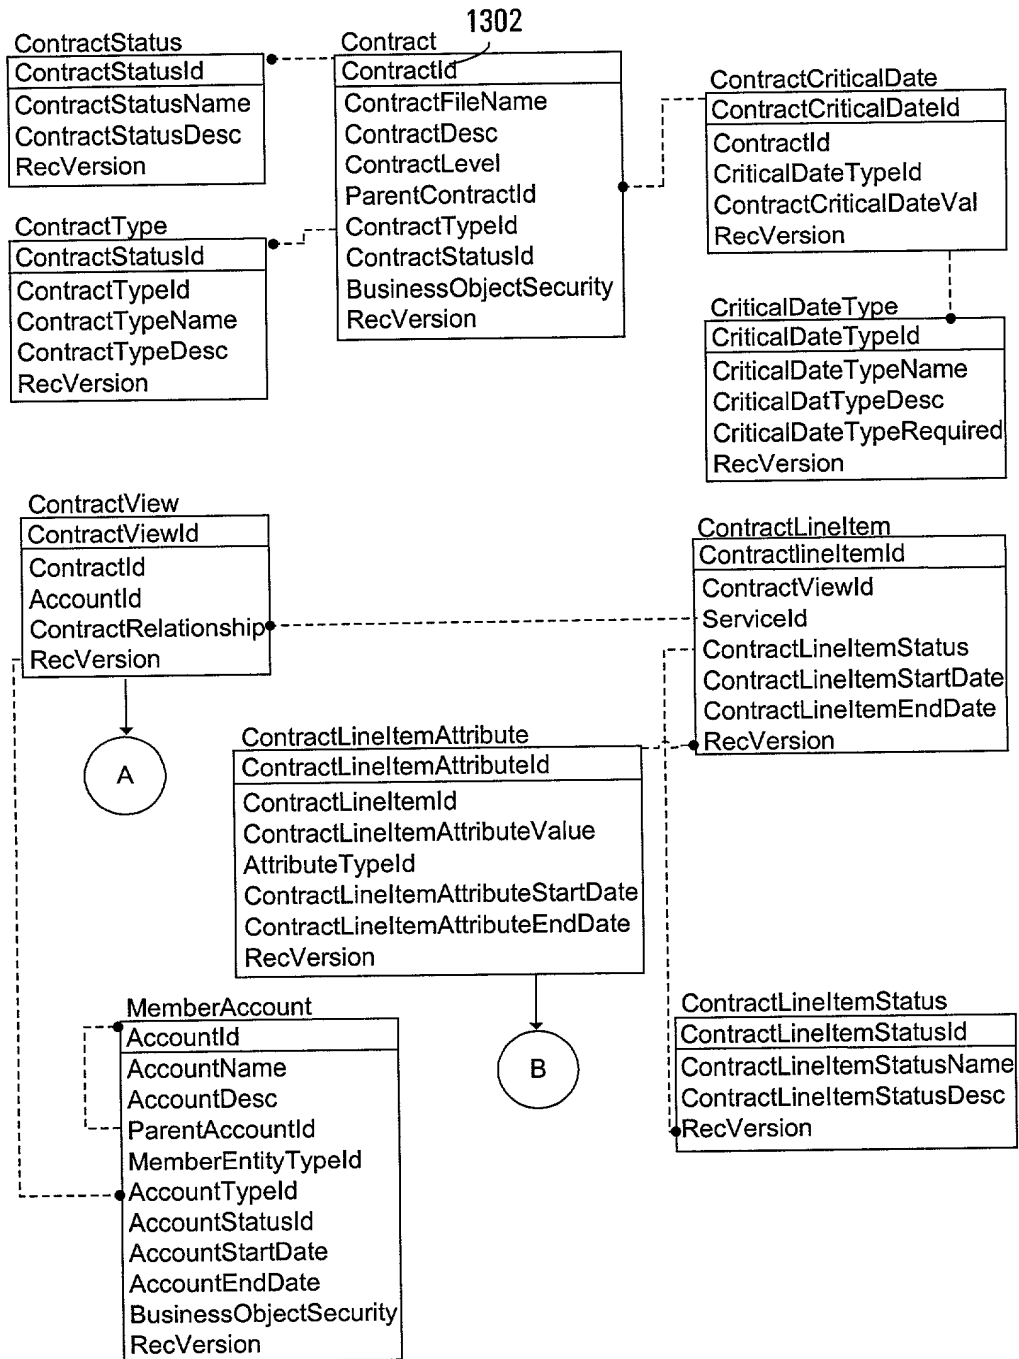 1302
ContractStatus
ContractStatusId
ContractStatusName
ContractStatusDesc
RecVersion
Contract
ContractId
ContractFileName
ContractDesc
ContractLevel
ParentContractId
ContractTypeId
ContractStatusId
BusinessObjectSecurity
RecVersion
ContractCriticalDate
ContractCriticalDateId
ContractId
CriticalDateTypeId
ContractCriticalDateVal
RecVersion
ContractType
ContractStatusId
ContractTypeId
ContractTypeName
ContractTypeDesc
RecVersion
CriticalDateType
CriticalDateTypeId
CriticalDateTypeName
CriticalDatTypeDesc
CriticalDateTypeRequired
RecVersion
ContractView
ContractViewId
ContractId
AccountId
ContractRelationship
RecVersion
A
ContractLineItem
ContractlineItemId
ContractViewId
ServiceId
ContractLineItemStatus
ContractLineItemStartDate
ContractLineItemEndDate
RecVersion
ContractLineItemAttribute
ContractLineItemAttributeId
ContractLineItemId
ContractLineItemAttributeValue
AttributeTypeId
ContractLineItemAttributeStartDate
ContractLineItemAttributeEndDate
RecVersion
B
MemberAccount
AccountId
AccountName
AccountDesc
ParentAccountId
MemberEntityTypeId
AccountTypeId
AccountStatusId
AccountStartDate
AccountEndDate
BusinessObjectSecurity
RecVersion
ContractLineItemStatus
ContractLineItemStatusId
ContractLineItemStatusName
ContractLineItemStatusDesc
RecVersion